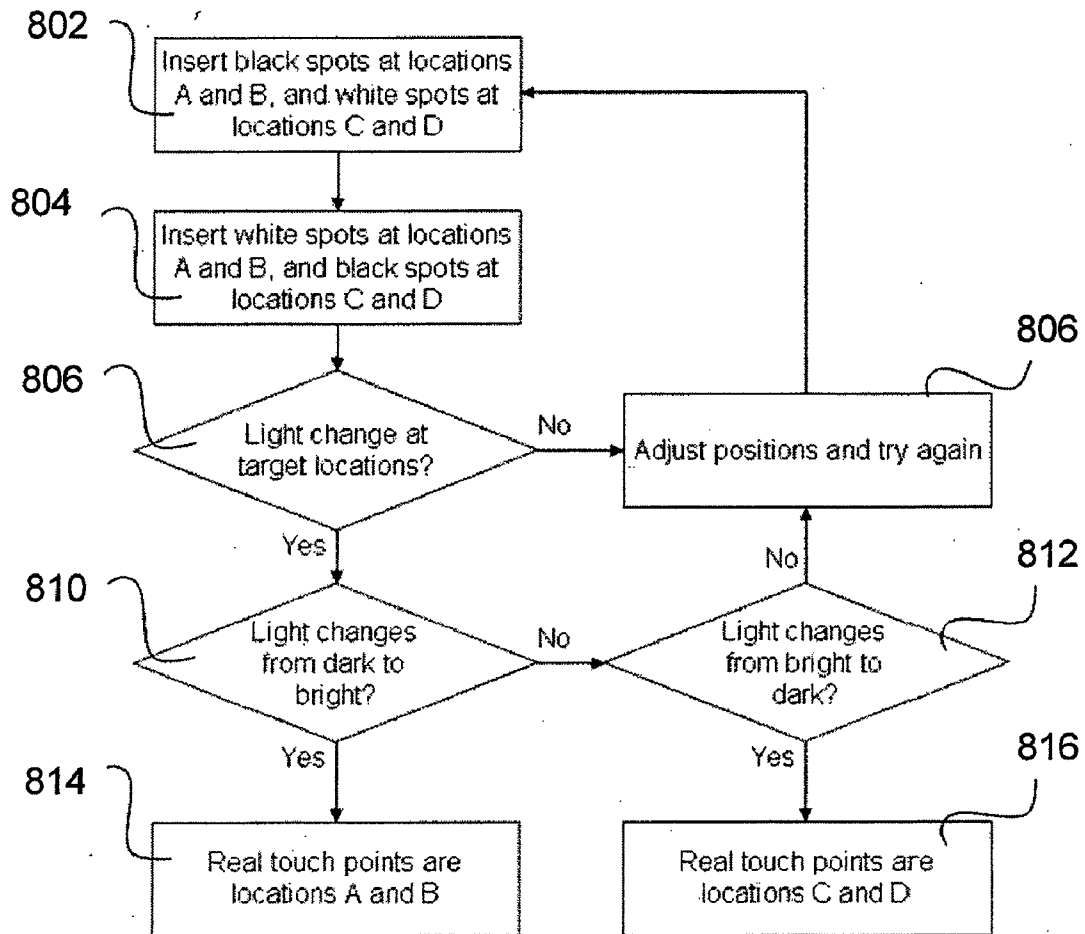 802
Insert black spots at locations
A and B, and white spots at
locations C and D
804
Insert white spots at locations
A and B, and black spots at
locations C and D
806
Light change at
target locations?
No
806
Adjust positions and try again
Yes
No
810
Light changes
from dark to
bright?
No
812
Light changes
from bright to
dark?
Yes
Yes
814
Real touch points are
locations A and B
816
Real touch points are
locations C and D